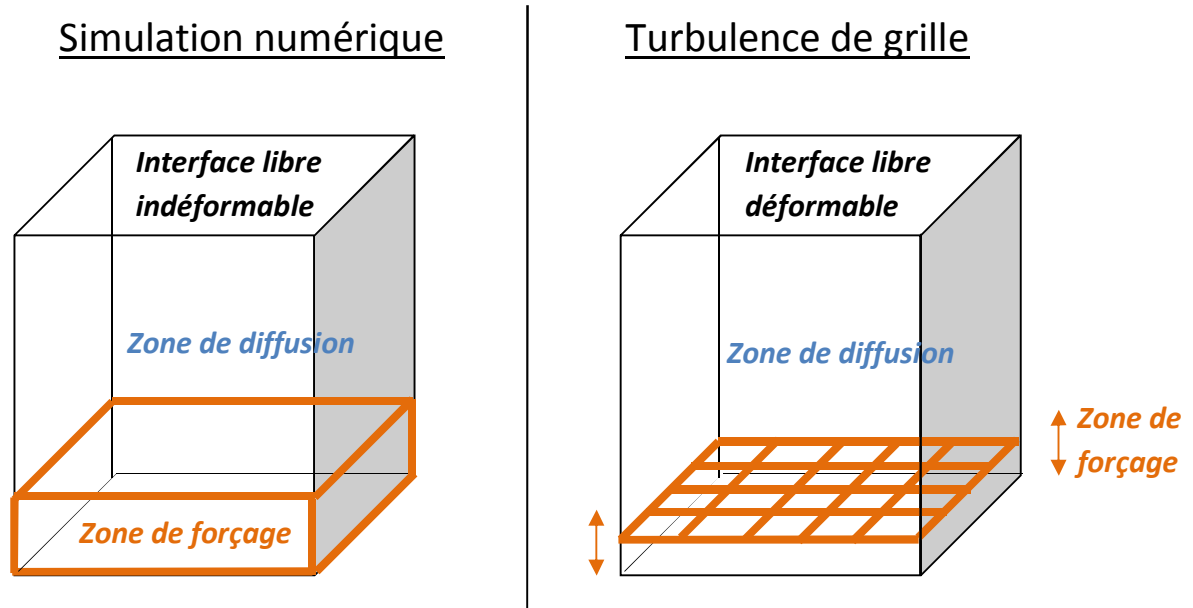 Simulation numérique
Interface libre
indéformable
Zone de diffusion
Zone de forçage
Turbulence de grille
Interface libre
déformable
Zone de diffusion
Zone de
forçage